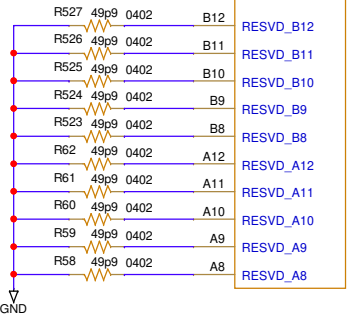 R527 49p9 0402 B12 RESVD_B12
R526 49p9 0402 B11 RESVD_B11
R525 49p9 0402 B10 RESVD_B10
R524 49p9 0402 B9 RESVD_B9
R523 49p9 0402 B8 RESVD_B8
R62 49p9 0402 A12 RESVD_A12
R61 49p9 0402 A11 RESVD_A11
R60 49p9 0402 A10 RESVD_A10
R59 49p9 0402 A9 RESVD_A9
R58 49p9 0402 A8 RESVD_A8
GND